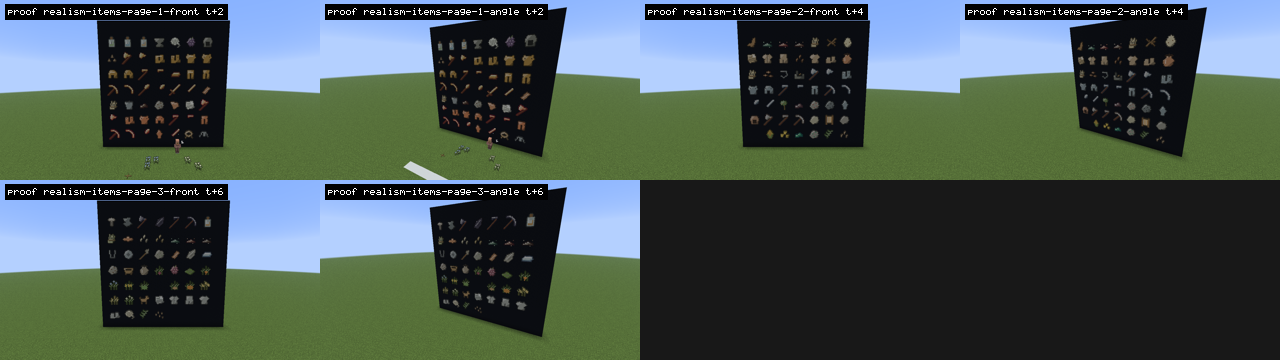 proof realism-items-page-1-front t+2
proof realism-items-page-1-angle t+2
proof realism-items-page-2-front t+4
proof realism-items-page-2-angle t+4
proof realism-items-page-3-front t+6
proof realism-items-page-3-angle t+6